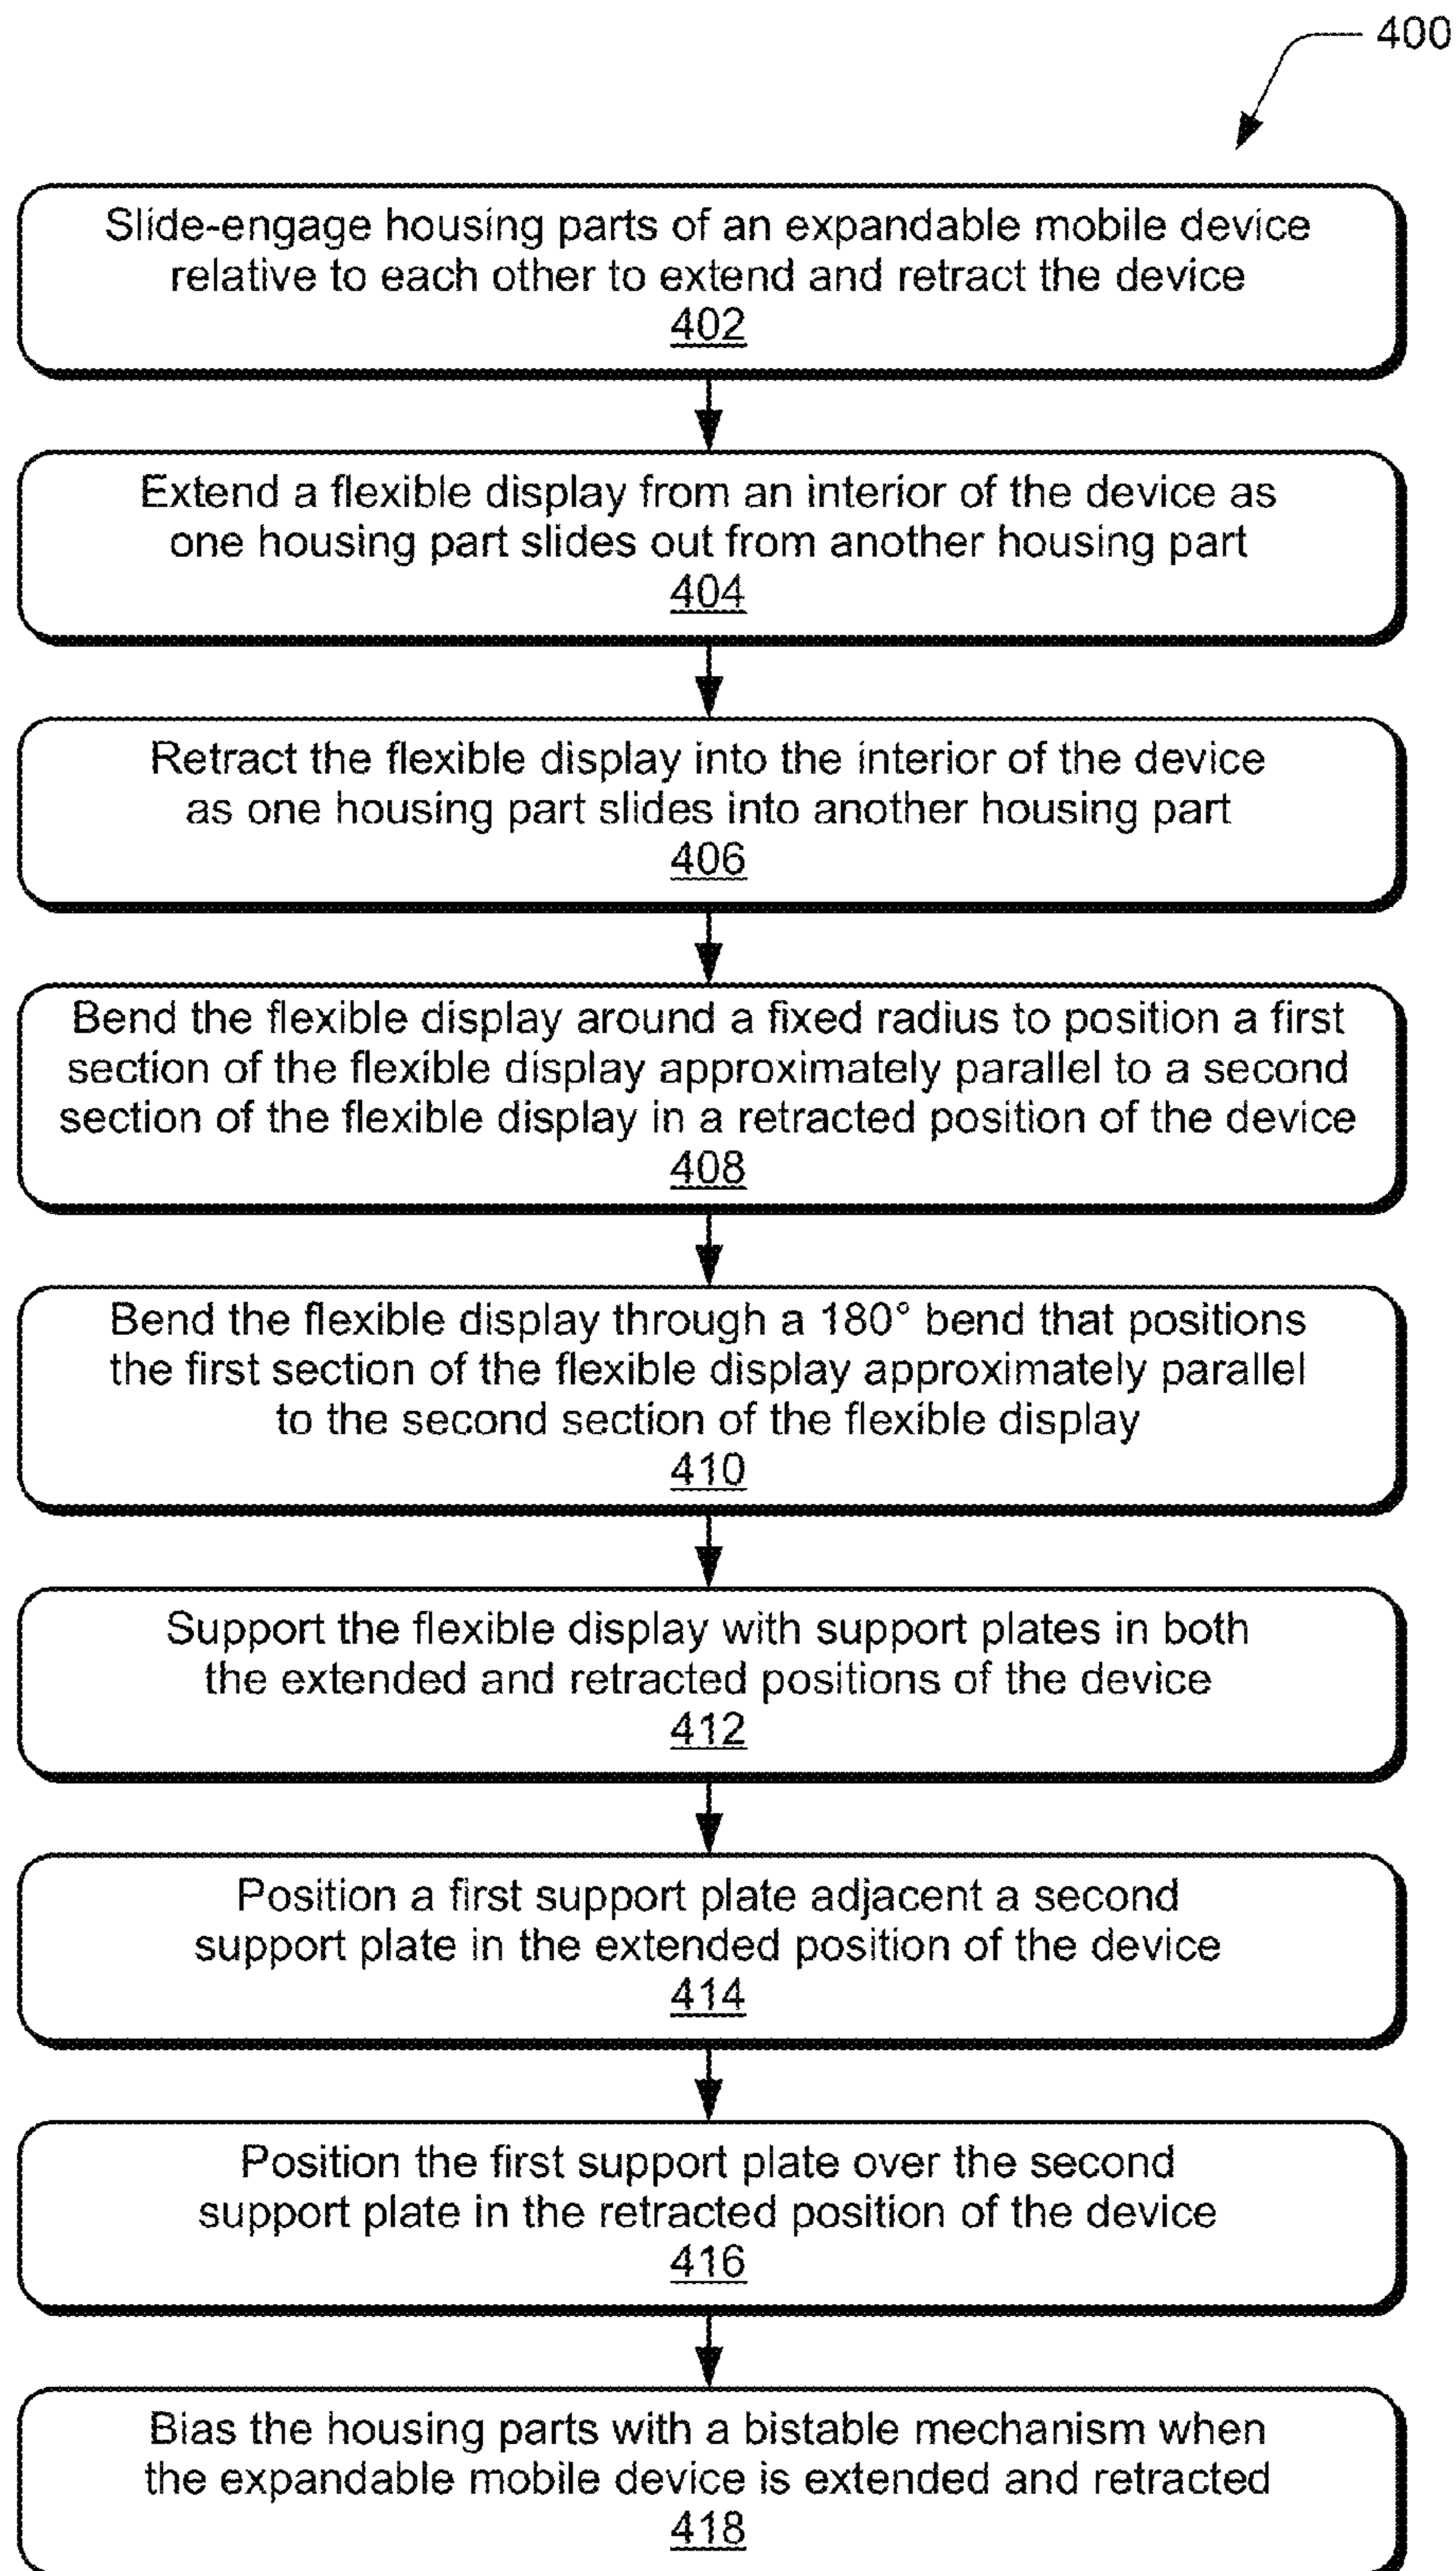 400
Slide-engage housing parts of an expandable mobile device
relative to each other to extend and retract the device
402
Extend a flexible display from an interior of the device as
one housing part slides out from another housing part
404
Retract the flexible display into the interior of the device
as one housing part slides into another housing part
406
Bend the flexible display around a fixed radius to position a first
section of the flexible display approximately parallel to a second
section of the flexible display in a retracted position of the device
408
Bend the flexible display through a 180° bend that positions
the first section of the flexible display approximately parallel
to the second section of the flexible display
410
Support the flexible display with support plates in both
the extended and retracted positions of the device
412
Position a first support plate adjacent a second
support plate in the extended position of the device
414
Position the first support plate over the second
support plate in the retracted position of the device
416
Bias the housing parts with a bistable mechanism when
the expandable mobile device is extended and retracted
418